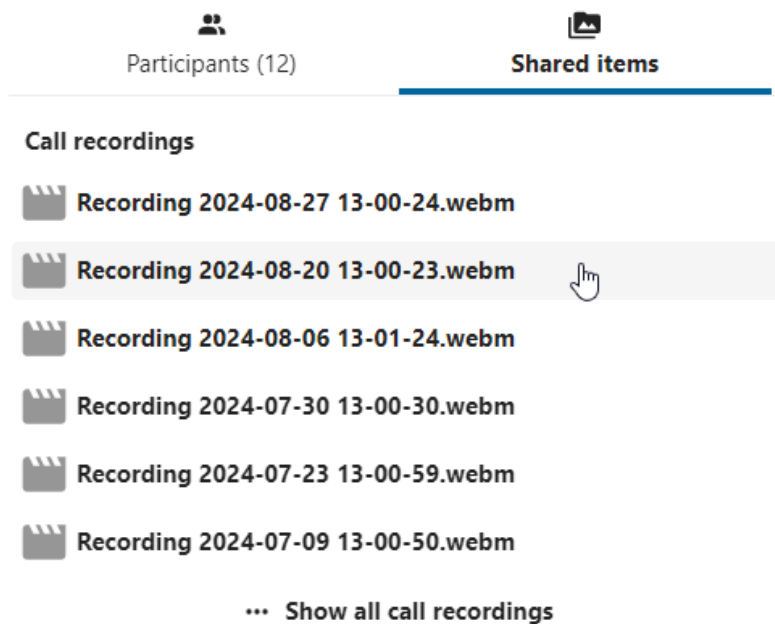 Participants (12)
Shared items
Call recordings
Recording 2024-08-27 13-00-24.webm
Recording 2024-08-20 13-00-23.webm
Recording 2024-08-06 13-01-24.webm
Recording 2024-07-30 13-00-30.webm
Recording 2024-07-23 13-00-59.webm
Recording 2024-07-09 13-00-50.webm
Show all call recordings